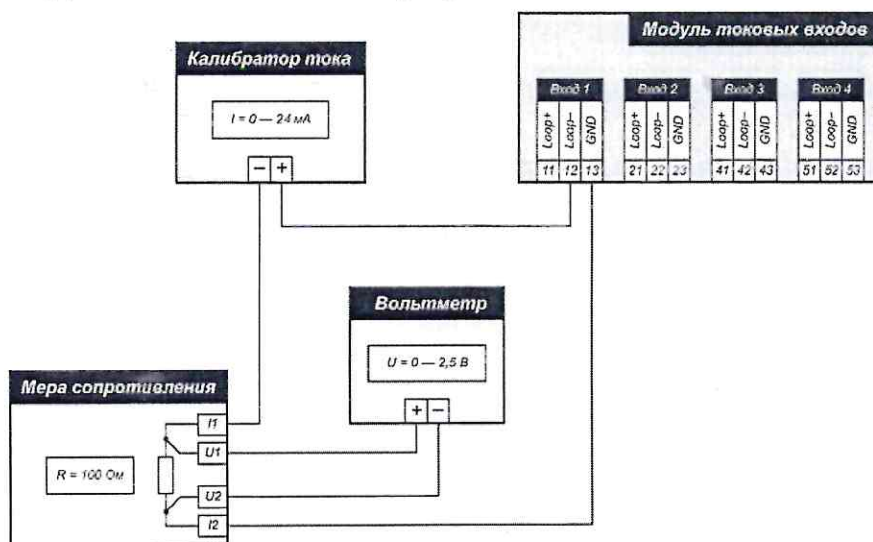 Модуль токовых входов
Калибратор тока
I = 0 — 24 мА
− +
Вход 1 Вход 2 Вход 3 Вход 4
Loop+ Loop− GND Loop+ Loop− GND Loop+ Loop− GND Loop+ Loop− GND
11 12 13 21 22 23 41 42 43 51 52 53
Вольтметр
U = 0 — 2,5 В
+ −
Мера сопротивления
R = 100 Ом
I1
U1
U2
I2